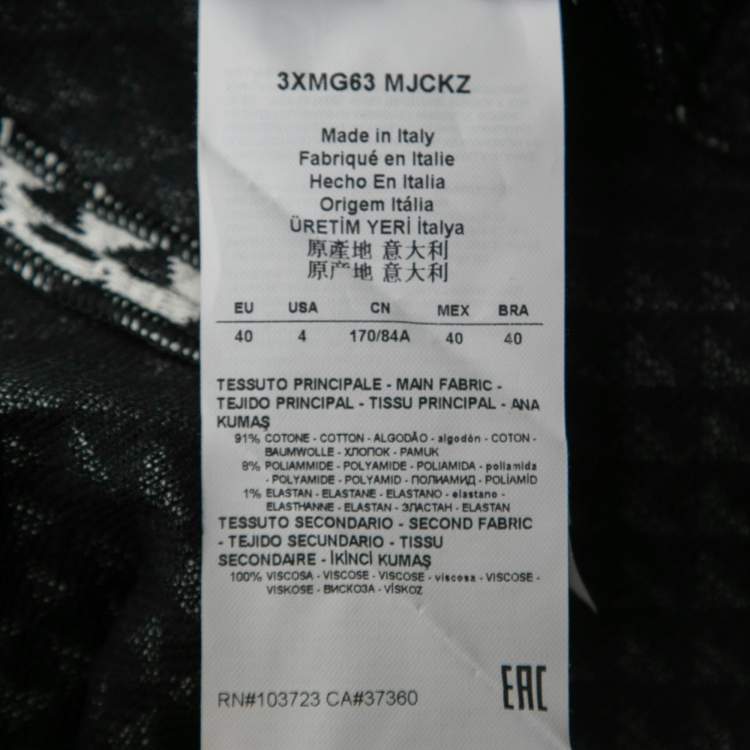 3XMG63 MJCKZ
Made in Italy
Fabriqué en Italie
Hecho En Italia
Origem Itália
ÜRETİM YERİ İtalya
原產地 意大利
原产地 意大利
EU USA CN MEX BRA
40 4 170/84A 40 40
TESSUTO PRINCIPALE - MAIN FABRIC -
TEJIDO PRINCIPAL - TISSU PRINCIPAL - ANA
KUMAŞ
91% COTONE - COTTON - ALGODÃO - algodón - COTON -
BAUMWOLLE - ХЛОПОК - PAMUK
8% POLIAMMIDE - POLYAMIDE - POLIAMIDA - poliamida
- POLYAMIDE - POLYAMID - ПОЛИАМИД - POLİAMİD
1% ELASTAN - ELASTANE - ELASTANO - elastano -
ELASTHANNE - ELASTAN - ЭЛАСТАН - ELASTAN
TESSUTO SECONDARIO - SECOND FABRIC
- TEJIDO SECUNDARIO - TISSU
SECONDAIRE - İKİNCİ KUMAŞ
100% VISCOSA - VISCOSE - VISCOSE - viscosa - VISCOSE -
VISKOSE - ВИСКОЗА - VİSKOZ
RN#103723 CA#37360
EAC